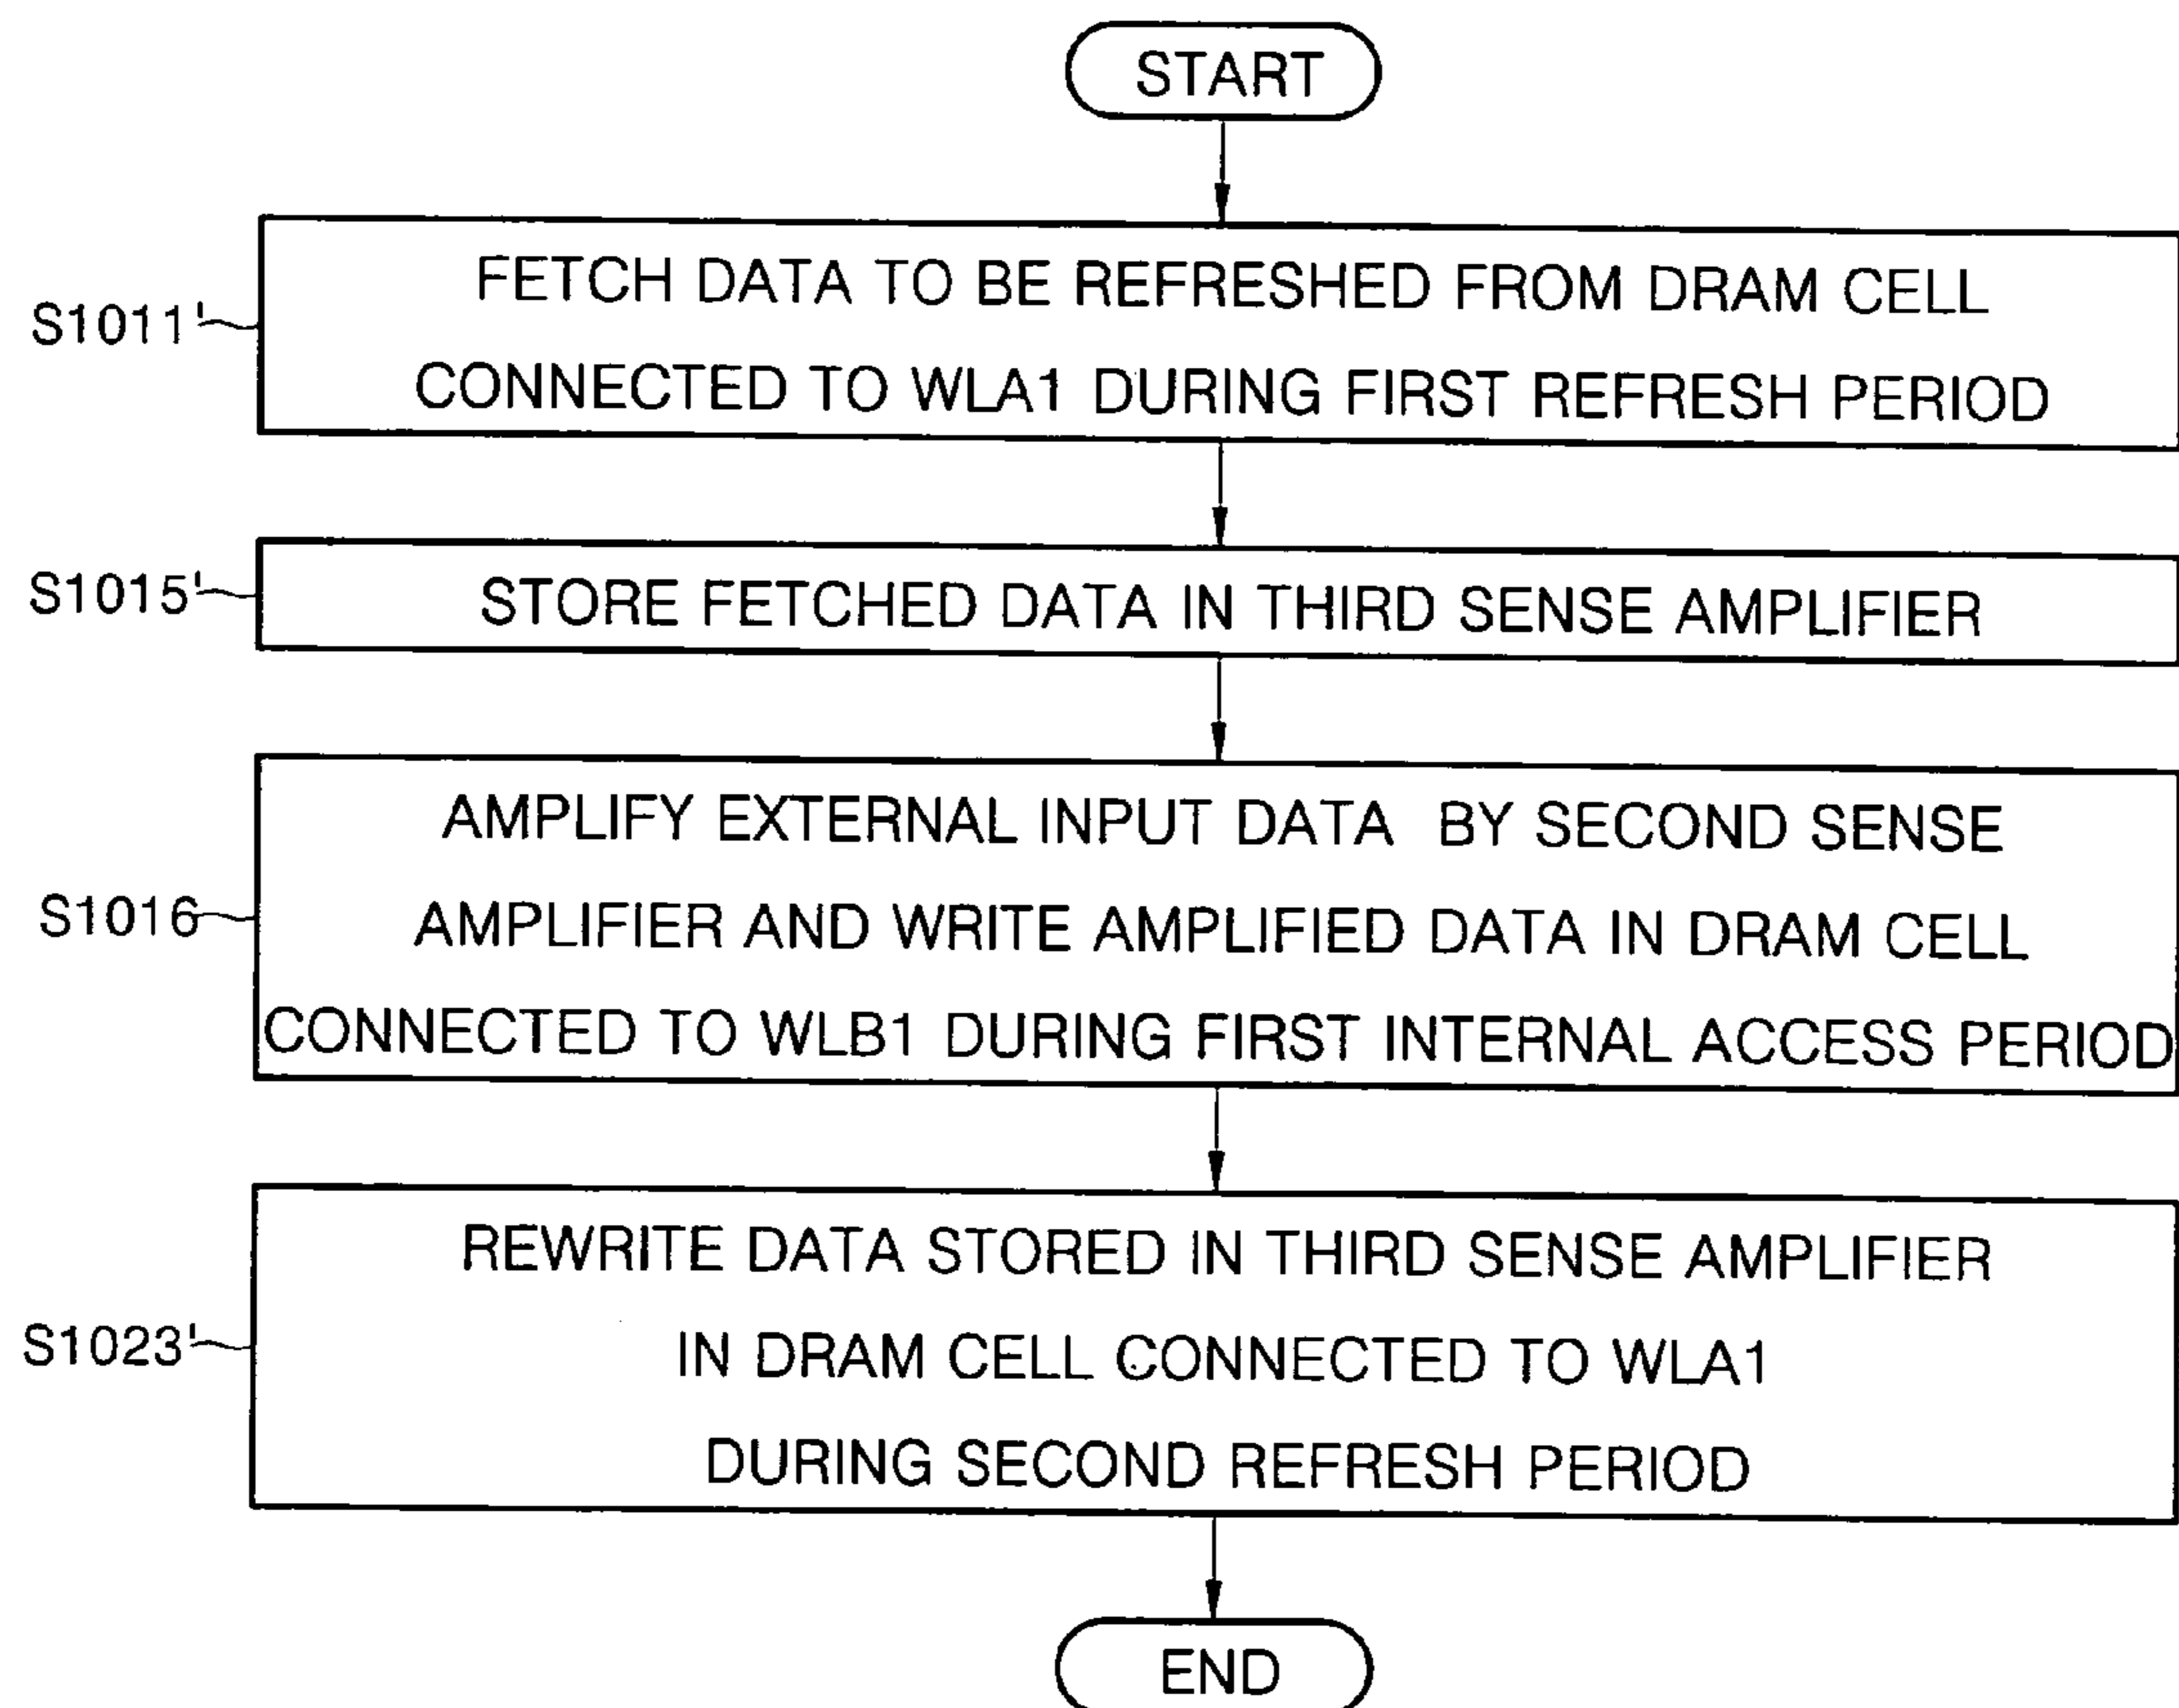 START
S1011'
FETCH DATA TO BE REFRESHED FROM DRAM CELL
CONNECTED TO WLA1 DURING FIRST REFRESH PERIOD
S1015'
STORE FETCHED DATA IN THIRD SENSE AMPLIFIER
S1016
AMPLIFY EXTERNAL INPUT DATA BY SECOND SENSE
AMPLIFIER AND WRITE AMPLIFIED DATA IN DRAM CELL
CONNECTED TO WLB1 DURING FIRST INTERNAL ACCESS PERIOD
S1023'
REWRITE DATA STORED IN THIRD SENSE AMPLIFIER
IN DRAM CELL CONNECTED TO WLA1
DURING SECOND REFRESH PERIOD
END